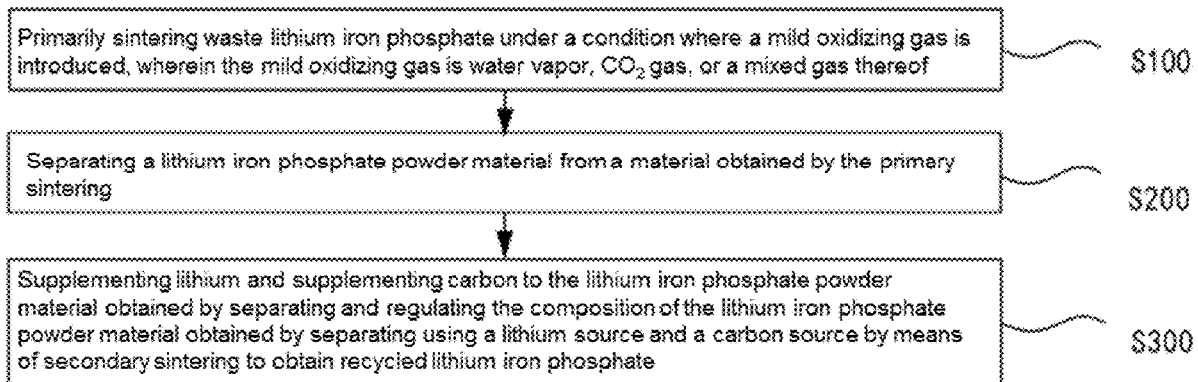 Primarily sintering waste lithium iron phosphate under a condition where a mild oxidizing gas is
introduced, wherein the mild oxidizing gas is water vapor, CO₂ gas, or a mixed gas thereof
S100
Separating a lithium iron phosphate powder material from a material obtained by the primary
sintering
S200
Supplementing lithium and supplementing carbon to the lithium iron phosphate powder
material obtained by separating and regulating the composition of the lithium iron phosphate
powder material obtained by separating using a lithium source and a carbon source by means
of secondary sintering to obtain recycled lithium iron phosphate
S300